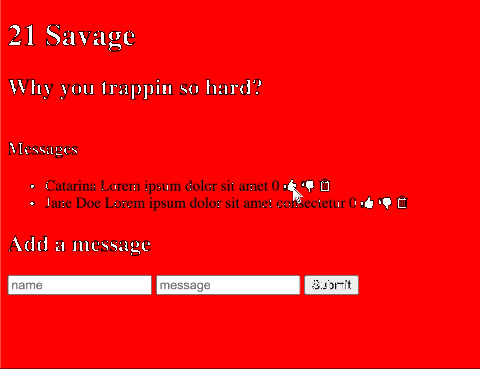 21 Savage
Why you trappin so hard?
Messages
Catarina Lorem ipsum dolor sit amet 0
Jane Doe Lorem ipsum dolor sit amet consectetur 0
Add a message
name message Submit